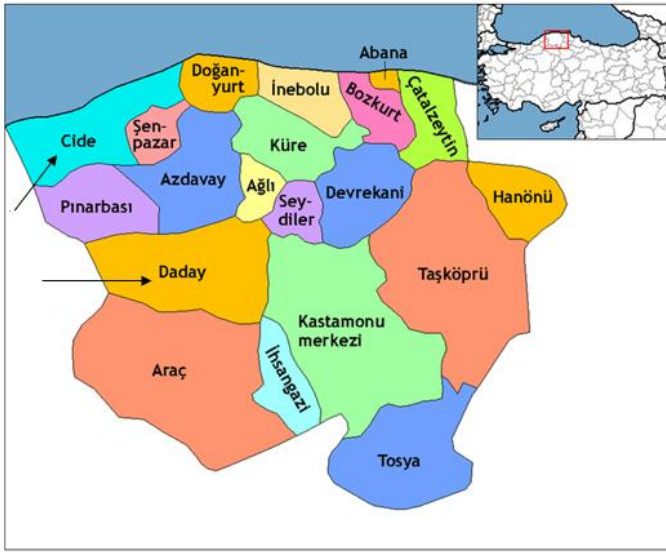 Abana
Doğan-
yurt
İnebolu
Bozkurt
Çatalzeytin
Cide
Şen-
pazar
Küre
Azdavay
Ağlı
Devrekani
Hanönü
Pınarbası
Sey-
diler
Daday
Taşköprü
Kastamonu
merkezi
Araç
İhsangazi
Tosya